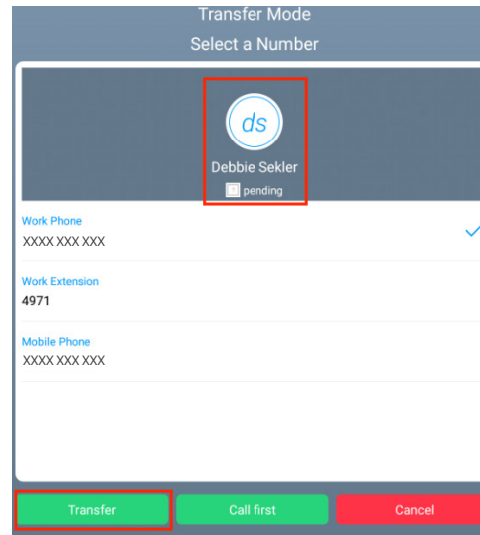 Transfer Mode
Select a Number
ds
Debbie Sekler
pending
Work Phone
XXXX XXX XXX
Work Extension
4971
Mobile Phone
XXXX XXX XXX
Transfer Call first Cancel